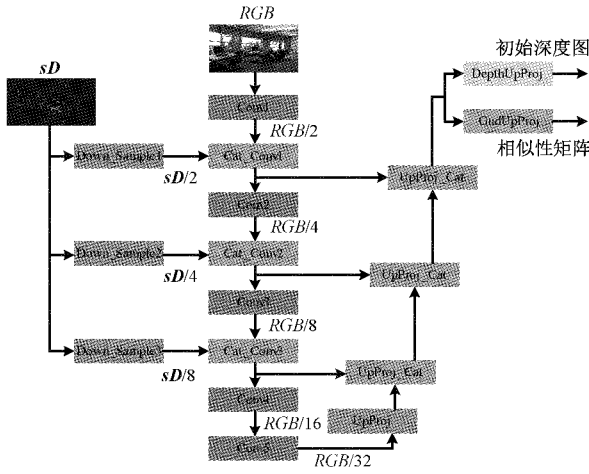 RGB
初始深度图
sD
DepthUpProj
Conv1
GudUpProj
RGB/2
相似性矩阵
Down_Sample1
Cat_Conv1
sD/2
UpProj_Cat
Conv2
RGB/4
Down_Sample2
Cat_Conv2
sD/4
UpProj_Cat
Conv3
RGB/8
Down_Sample3
Cat_Conv3
sD/8
UpProj_Cat
Conv4
RGB/16
UpProj
Conv5
RGB/32